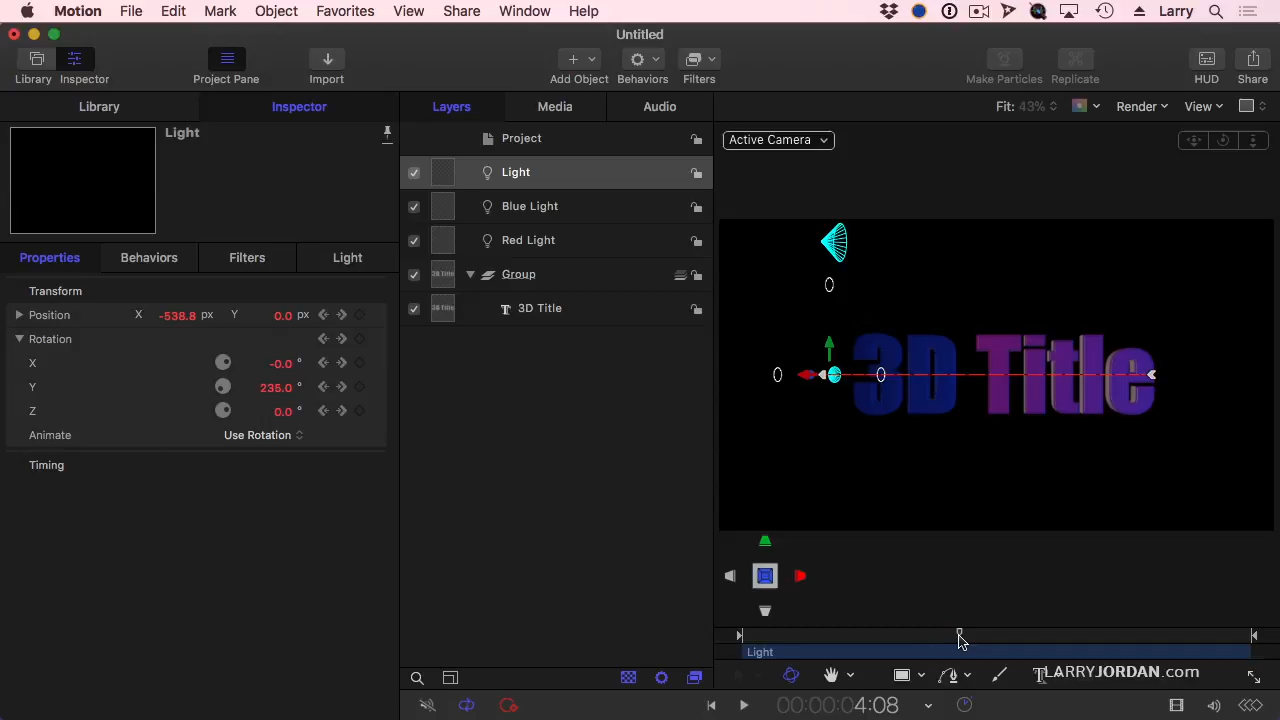 Motion File Edit Mark Object Favorites View Share Window Help Larry
Untitled
Library Inspector Project Pane Import Add Object Behaviors Filters Make Particles Replicate HUD Share
Library Inspector Layers Media Audio Fit: 43% Render View
Light
Active Camera
Project
Light
Blue Light
Red Light
Group
3D Title
Properties Behaviors Filters Light
Transform
Position X -538.8 px Y 0.0 px
Rotation
X -0.0 °
Y 235.0 °
Z 0.0 °
Animate Use Rotation
Timing
3D Title
Light
LARRYJORDAN.com
00:00:04:08